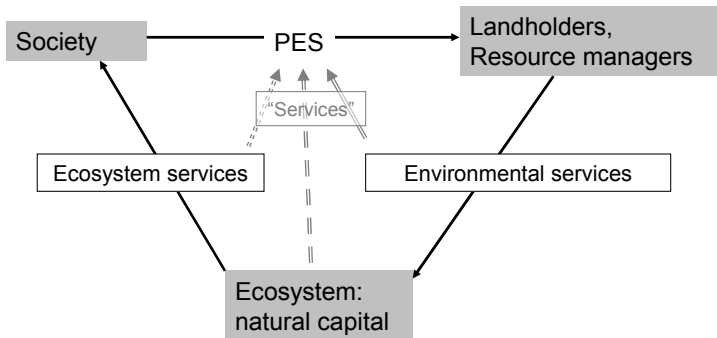 Society
PES
Landholders,
Resource managers
“Services”
Ecosystem services
Environmental services
Ecosystem:
natural capital